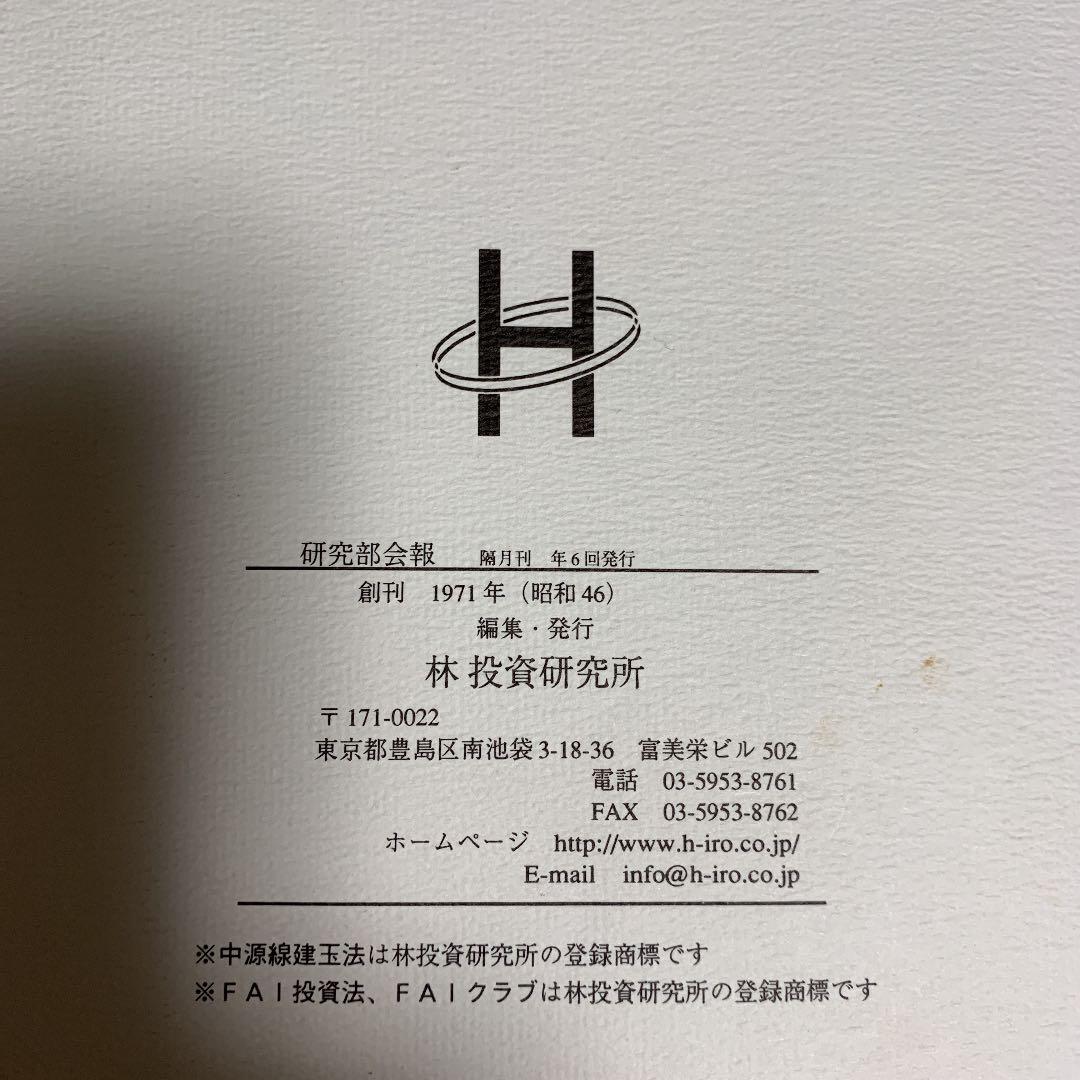 H
研究部会報　隔月刊　年6回発行
創刊　1971年（昭和46）
編集・発行
林 投資研究所
〒171-0022
東京都豊島区南池袋3-18-36　富美栄ビル502
電話　03-5953-8761
FAX　03-5953-8762
ホームページ　http://www.h-iro.co.jp/
E-mail　info@h-iro.co.jp
※中源線建玉法は林投資研究所の登録商標です
※ＦＡＩ投資法、ＦＡＩクラブは林投資研究所の登録商標です